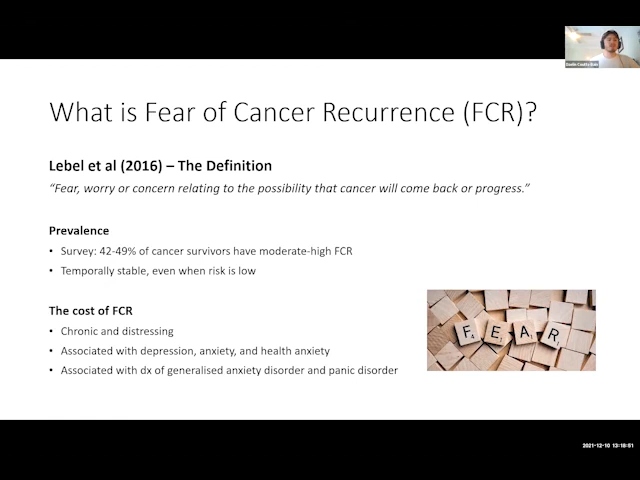 What is Fear of Cancer Recurrence (FCR)?
Lebel et al (2016) – The Definition
“Fear, worry or concern relating to the possibility that cancer will come back or progress.”
Prevalence
• Survey: 42-49% of cancer survivors have moderate-high FCR
• Temporally stable, even when risk is low
The cost of FCR
• Chronic and distressing
• Associated with depression, anxiety, and health anxiety
• Associated with dx of generalised anxiety disorder and panic disorder
F E A R
2021-12-10 13:18:51